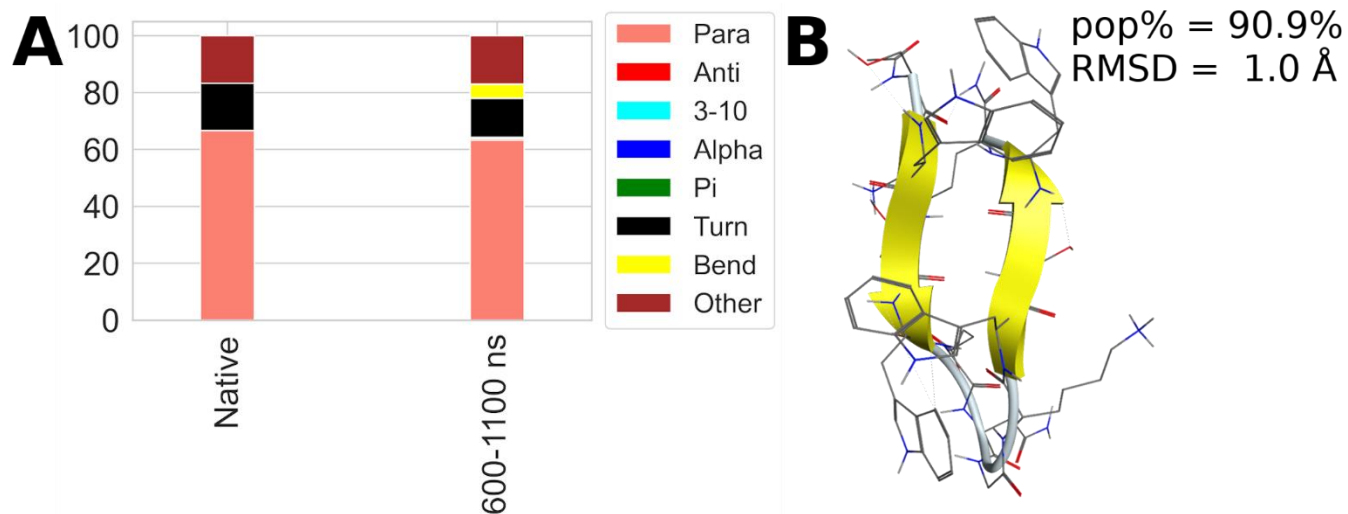 A
100
80
60
40
20
0
Native
600-1100 ns
Para
Anti
3-10
Alpha
Pi
Turn
Bend
Other
B
pop% = 90.9%
RMSD = 1.0 Å